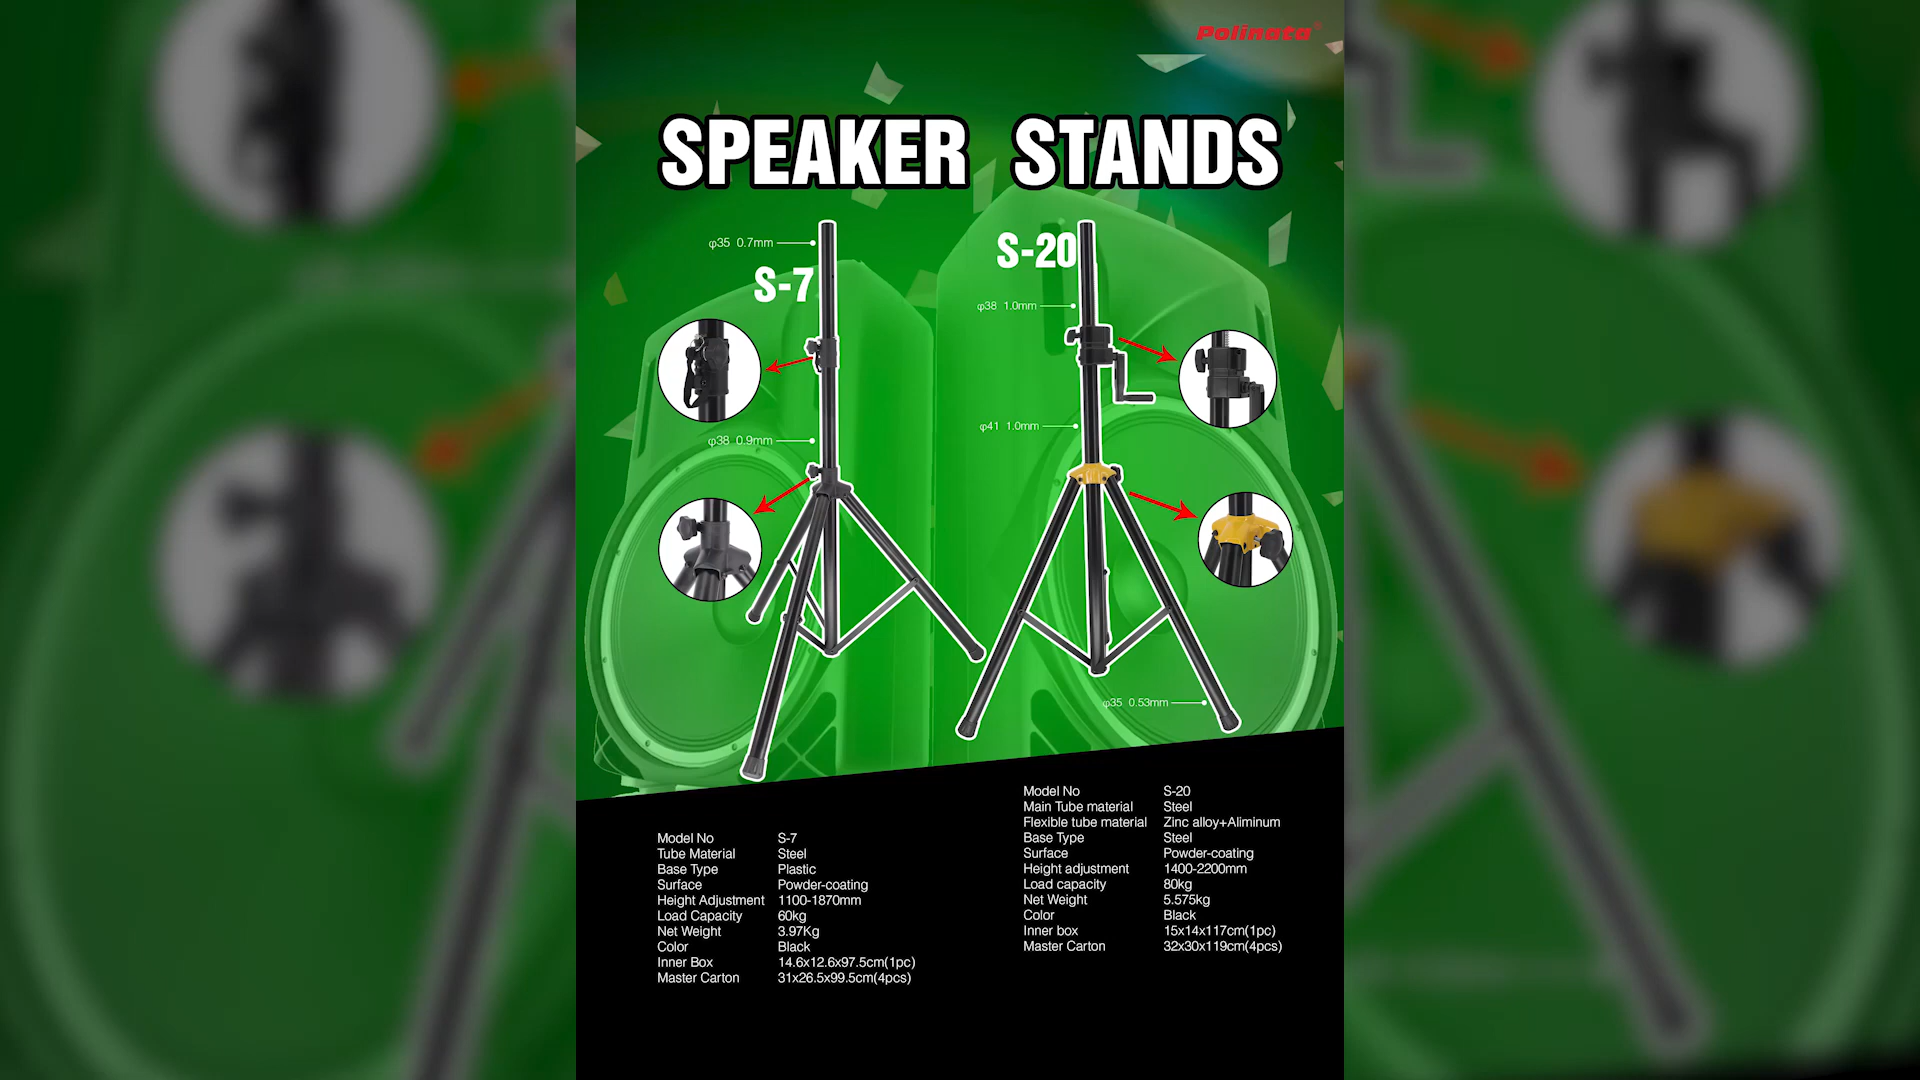 Polinata®
SPEAKER STANDS
φ35 0.7mm
S-7
φ38 0.9mm
S-20
φ38 1.0mm
φ41 1.0mm
φ35 0.53mm
Model No S-7
Tube Material Steel
Base Type Plastic
Surface Powder-coating
Height Adjustment 1100-1870mm
Load Capacity 60kg
Net Weight 3.97Kg
Color Black
Inner Box 14.6x12.6x97.5cm(1pc)
Master Carton 31x26.5x99.5cm(4pcs)
Model No S-20
Main Tube material Steel
Flexible tube material Zinc alloy+Aliminum
Base Type Steel
Surface Powder-coating
Height adjustment 1400-2200mm
Load capacity 80kg
Net Weight 5.575kg
Color Black
Inner box 15x14x117cm(1pc)
Master Carton 32x30x119cm(4pcs)